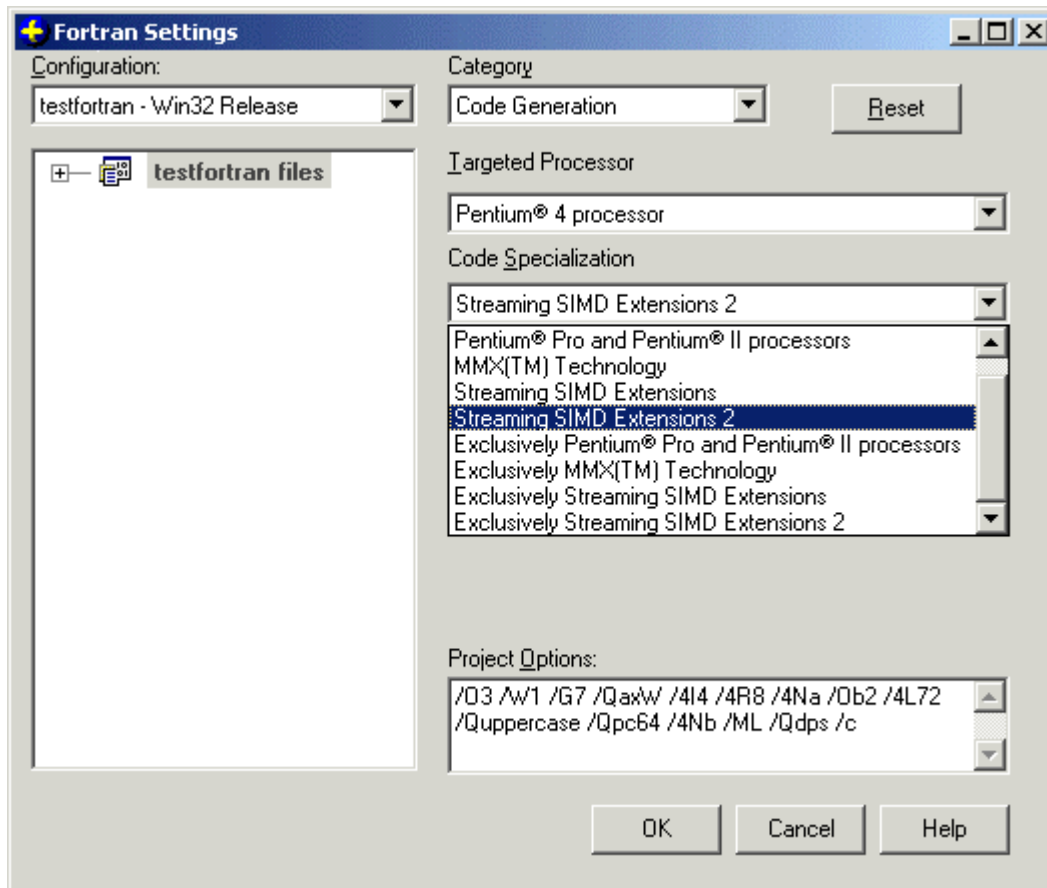 Fortran Settings
Configuration:
testfortran - Win32 Release
testfortran files
Category
Code Generation
Reset
Targeted Processor
Pentium® 4 processor
Code Specialization
Streaming SIMD Extensions 2
Pentium® Pro and Pentium® II processors
MMX(TM) Technology
Streaming SIMD Extensions
Streaming SIMD Extensions 2
Exclusively Pentium® Pro and Pentium® II processors
Exclusively MMX(TM) Technology
Exclusively Streaming SIMD Extensions
Exclusively Streaming SIMD Extensions 2
Project Options:
/O3 /W1 /G7 /QaxW /4I4 /4R8 /4Na /Ob2 /4L72
/Quppercase /Qpc64 /4Nb /ML /Qdps /c
OK
Cancel
Help